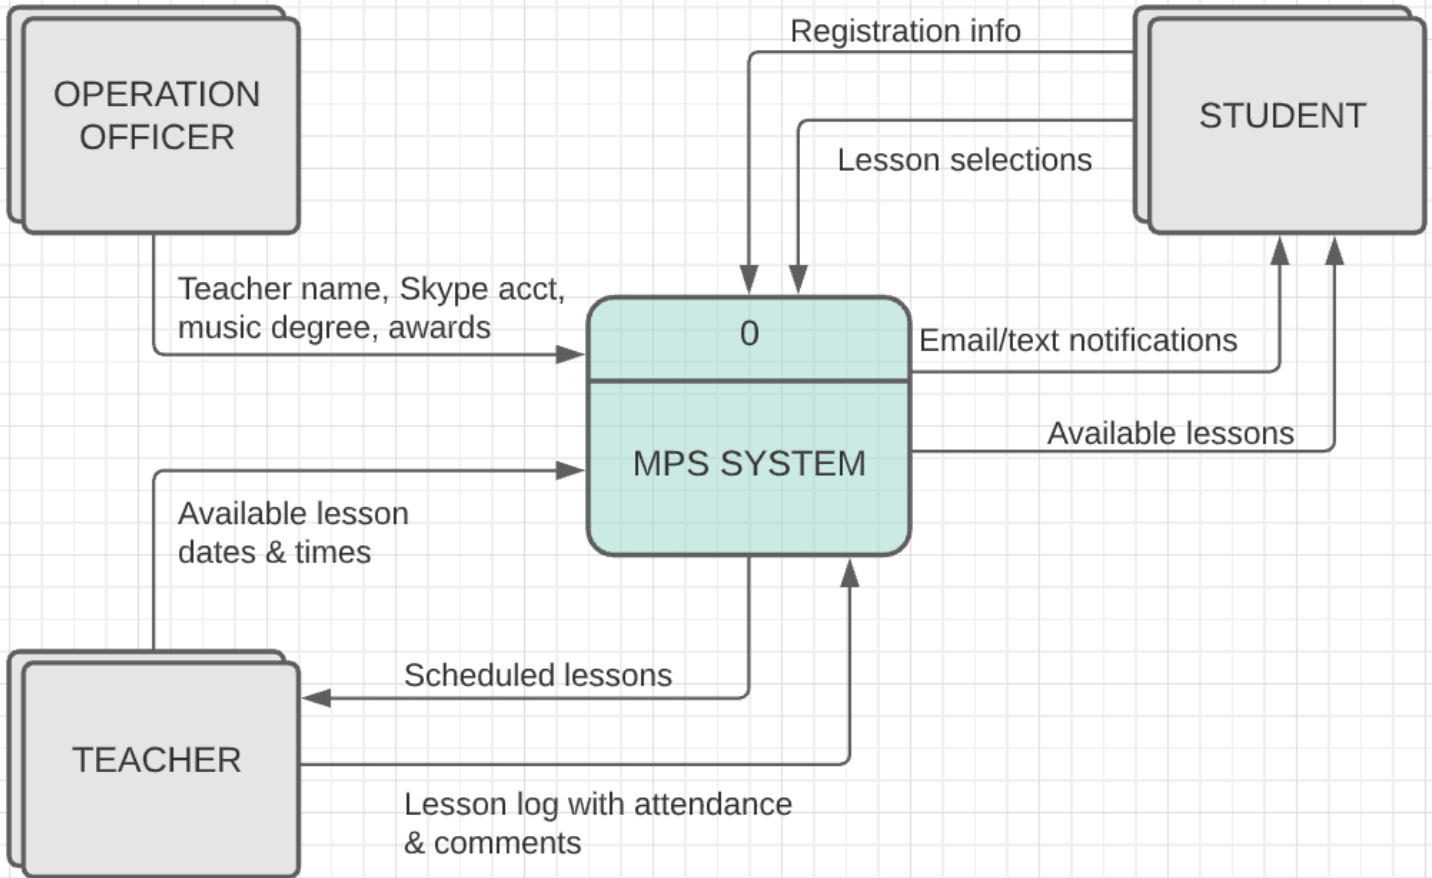 OPERATION
OFFICER
Registration info
STUDENT
Lesson selections
Teacher name, Skype acct,
music degree, awards
0
Email/text notifications
MPS SYSTEM
Available lessons
Available lesson
dates & times
Scheduled lessons
TEACHER
Lesson log with attendance
& comments